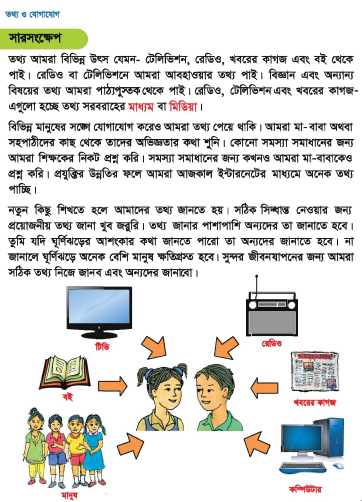 তথ্য ও যোগাযোগ
সারসংক্ষেপ
তথ্য আমরা বিভিন্ন উৎস যেমন- টেলিভিশন, রেডিও, খবরের কাগজ এবং বই থেকে
পাই। রেডিও বা টেলিভিশনে আমরা আবহাওয়ার তথ্য পাই। বিজ্ঞান এবং অন্যান্য
বিষয়ের তথ্য আমরা পাঠ্যপুস্তক থেকে পাই। রেডিও, টেলিভিশন এবং খবরের কাগজ-
এগুলো হচ্ছে তথ্য সরবরাহের মাধ্যম বা মিডিয়া।
বিভিন্ন মানুষের সঙ্গে যোগাযোগ করেও আমরা তথ্য পেয়ে থাকি। আমরা মা-বাবা অথবা
সহপাঠীদের কাছ থেকে তাদের অভিজ্ঞতার কথা শুনি। কোনো সমস্যা সমাধানের জন্য
আমরা শিক্ষকের নিকট প্রশ্ন করি। সমস্যা সমাধানের জন্য কখনও আমরা মা-বাবাকেও
প্রশ্ন করি। প্রযুক্তির উন্নতির ফলে আমরা আজকাল ইন্টারনেটের মাধ্যমে অনেক তথ্য
পাচ্ছি।
নতুন কিছু শিখতে হলে আমাদের তথ্য জানতে হয়। সঠিক সিদ্ধান্ত নেওয়ার জন্য
প্রয়োজনীয় তথ্য জানা খুব জরুরি। তথ্য জানার পাশাপাশি অন্যদের তা জানাতে হবে।
তুমি যদি ঘূর্ণিঝড়ের আশংকার কথা জানতে পারো তা অন্যদের জানাতে হবে। না
জানালে ঘূর্ণিঝড়ে অনেক বেশি মানুষ ক্ষতিগ্রস্ত হবে। সুন্দর জীবনযাপনের জন্য আমরা
সঠিক তথ্য নিজে জানব এবং অন্যদের জানাবো।
টিভি
রেডিও
বই
খবরের কাগজ
মানুষ
কম্পিউটার